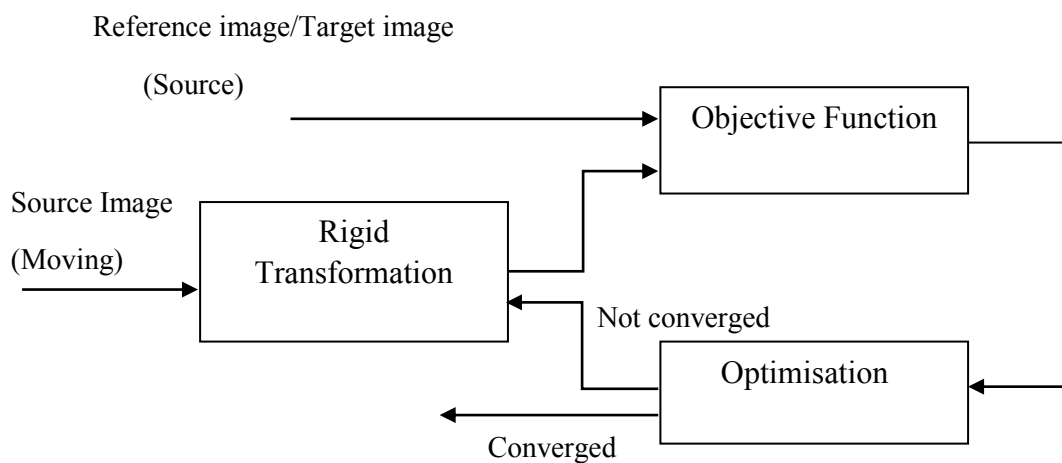 Reference image/Target image
(Source)
Objective Function
Source Image
(Moving)
Rigid
Transformation
Not converged
Optimisation
Converged